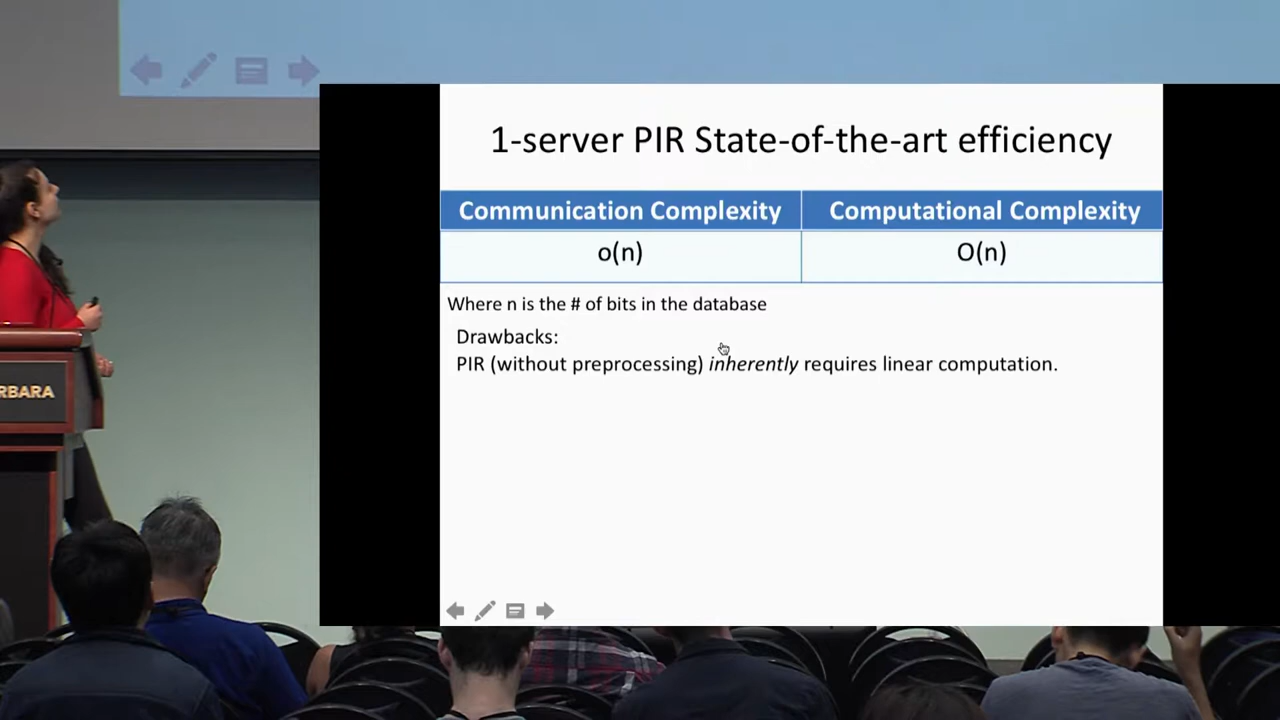 1-server PIR State-of-the-art efficiency
Communication Complexity
Computational Complexity
o(n)
O(n)
Where n is the # of bits in the database
Drawbacks:
PIR (without preprocessing) inherently requires linear computation.
RBARA